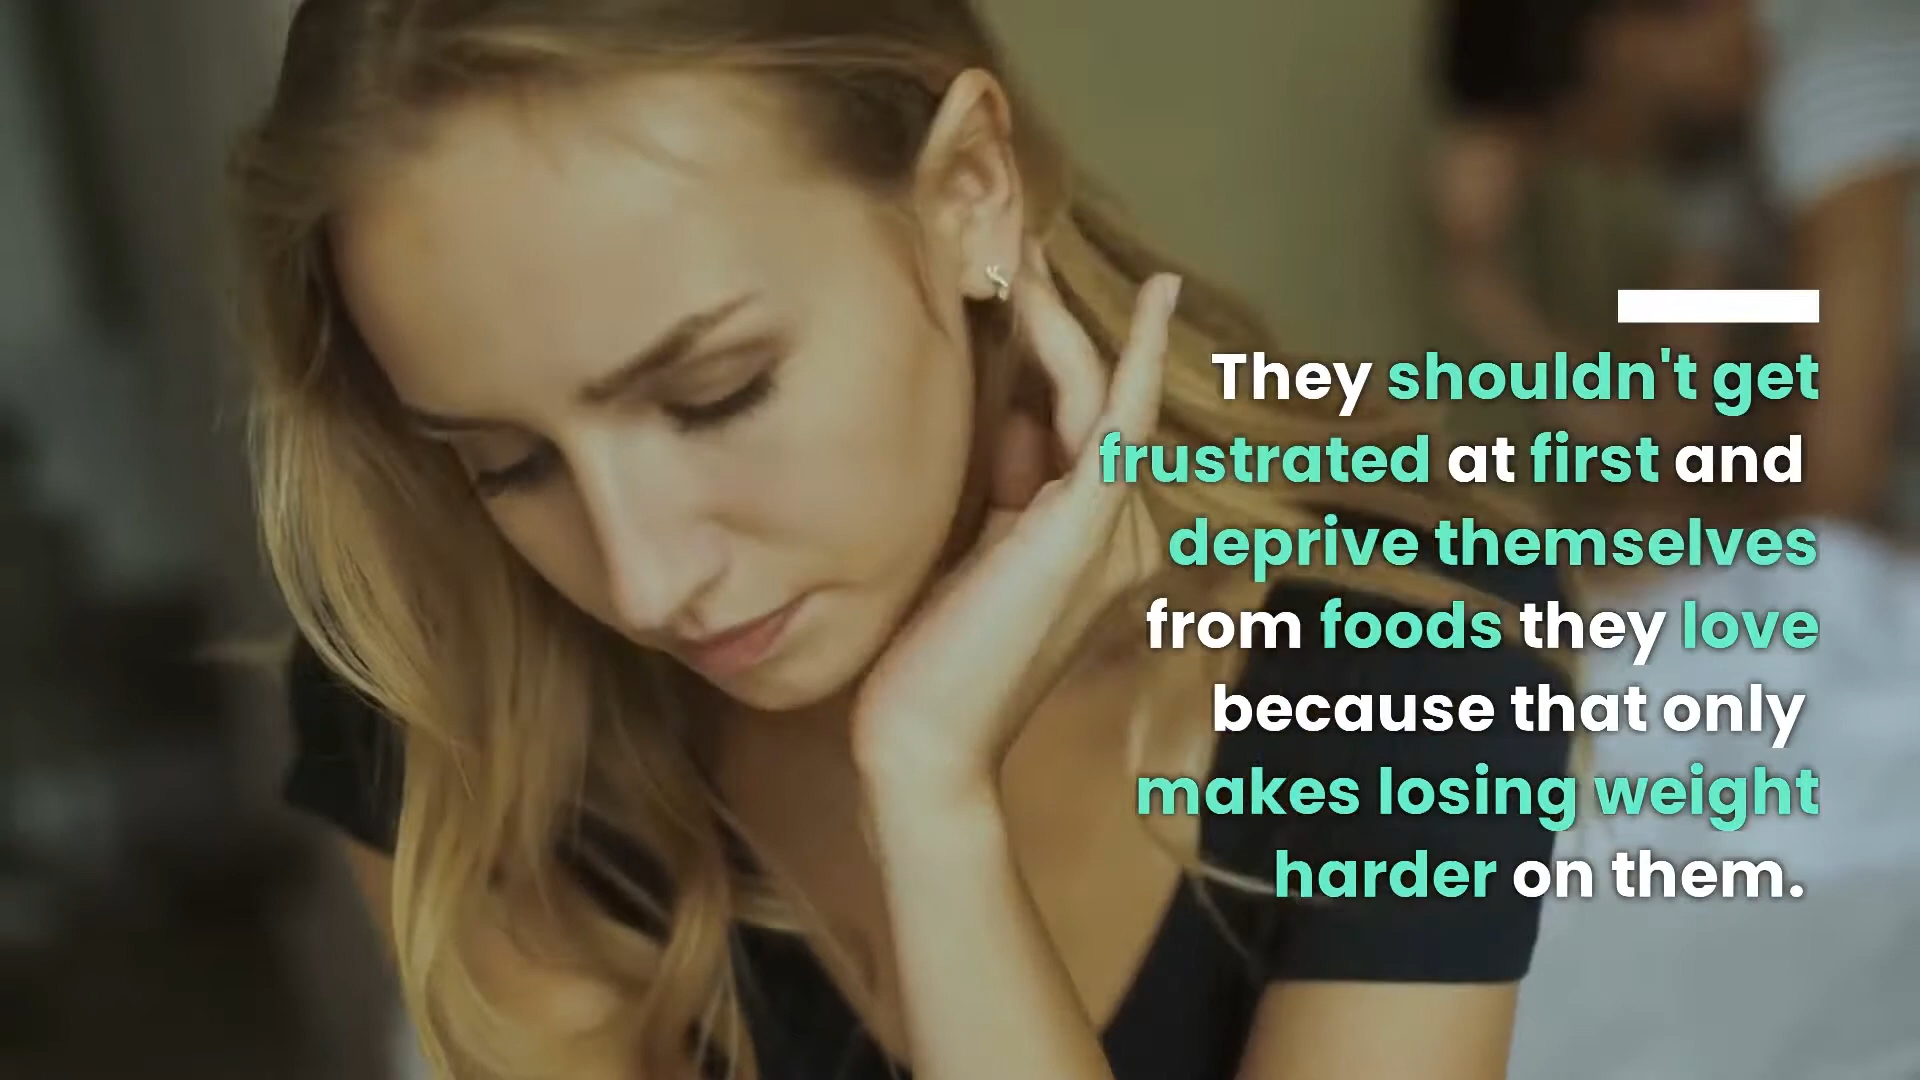 They shouldn't get
frustrated at first and
deprive themselves
from foods they love
because that only
makes losing weight
harder on them.